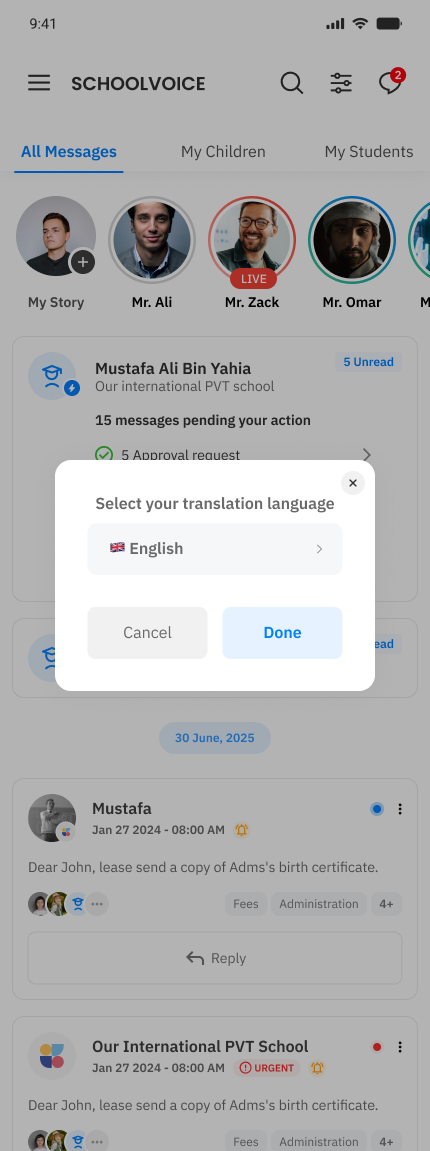 9:41
SCHOOLVOICE
2
All Messages
My Children
My Students
My Story
Mr. Ali
LIVE
Mr. Zack
Mr. Omar
M
Mustafa Ali Bin Yahia
5 Unread
Our international PVT school
15 messages pending your action
5 Approval request
Select your translation language
English
Cancel
Done
ead
30 June, 2025
Mustafa
Jan 27 2024 - 08:00 AM
Dear John, lease send a copy of Adms's birth certificate.
Fees
Administration
4+
Reply
Our International PVT School
Jan 27 2024 - 08:00 AM
URGENT
Dear John, lease send a copy of Adms's birth certificate.
Fees
Administration
4+